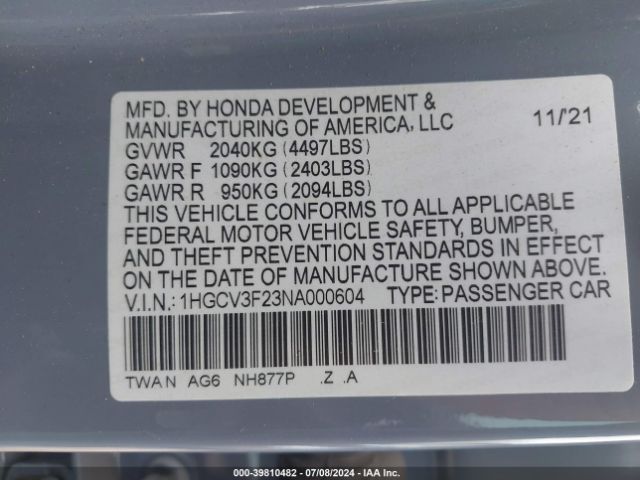 MFD. BY HONDA DEVELOPMENT &
MANUFACTURING OF AMERICA, LLC 11/'21
GVWR 2040KG (4497LBS)
GAWR F 1090KG (2403LBS)
GAWR R 950KG (2094LBS)
THIS VEHICLE CONFORMS TO ALL APPLICABLE
FEDERAL MOTOR VEHICLE SAFETY, BUMPER,
AND THEFT PREVENTION STANDARDS IN EFFECT
ON THE DATE OF MANUFACTURE SHOWN ABOVE.
V.I.N.: 1HGCV3F23NA000604 TYPE: PASSENGER CAR
TWAN AG6 NH877P .Z .A
000-39810482 - 07/08/2024 - IAA Inc.